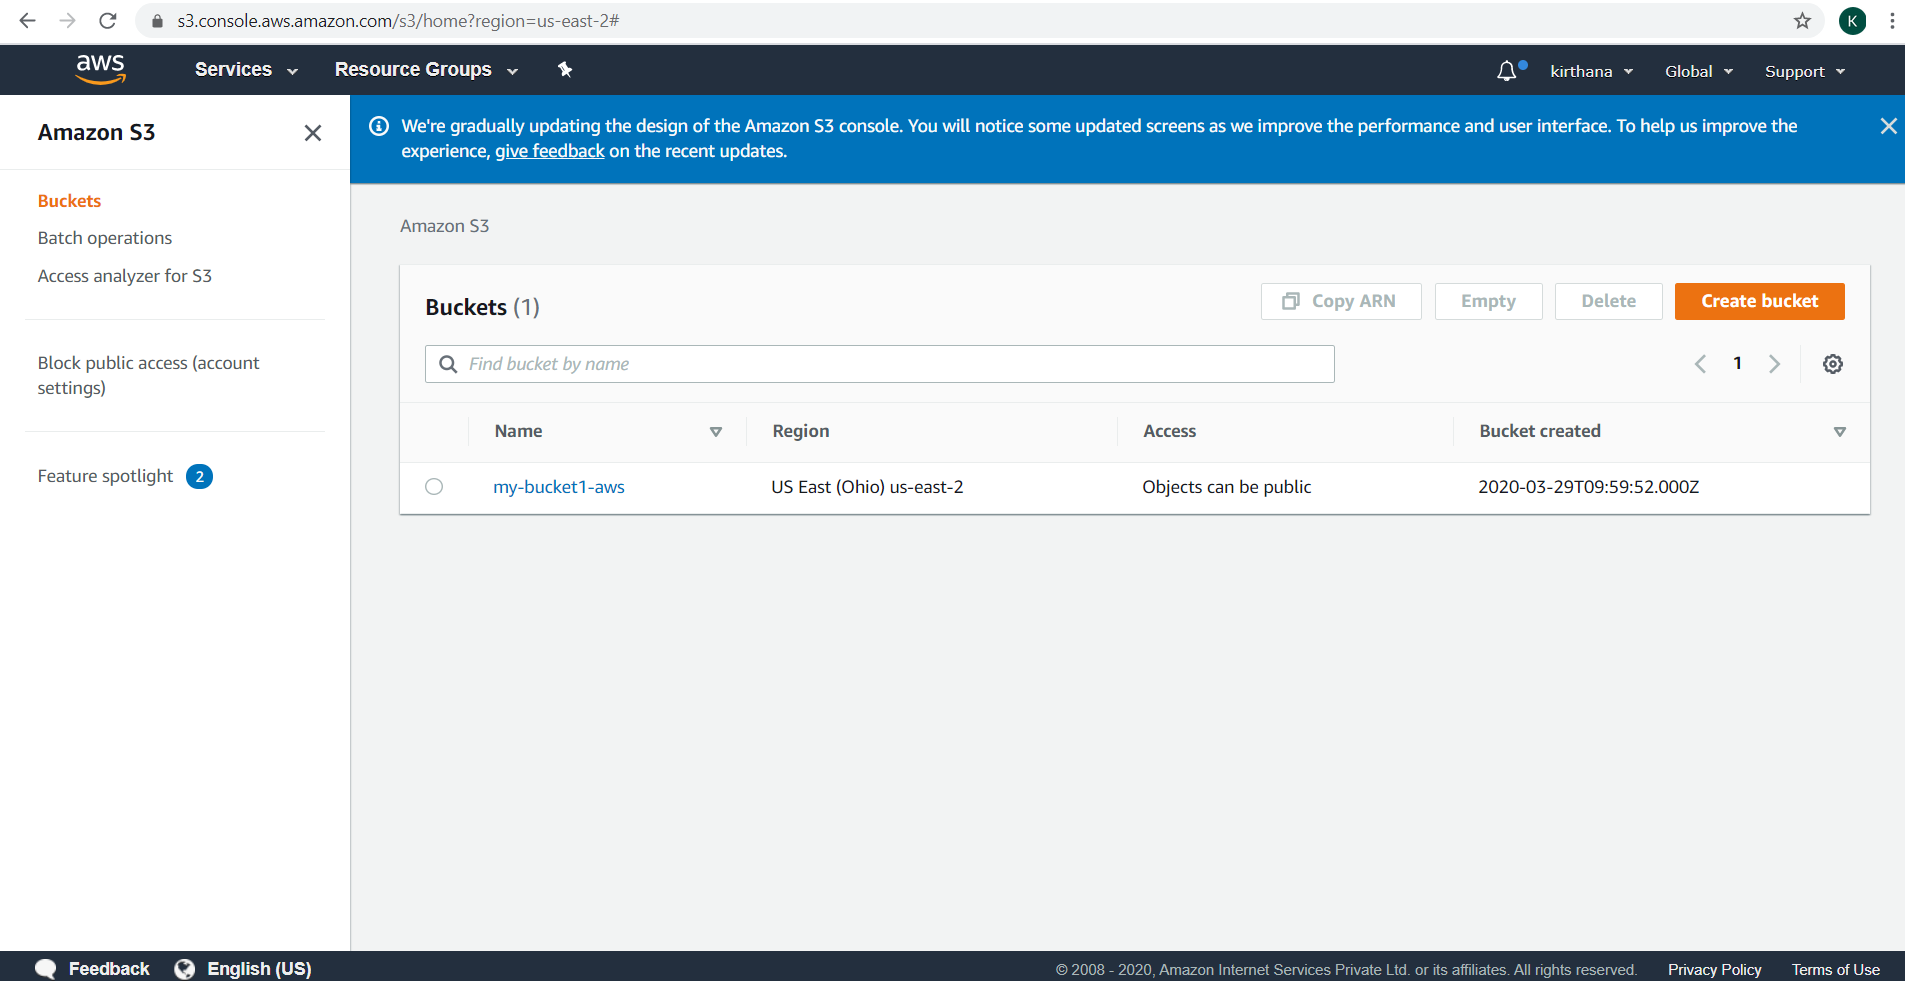 s3.console.aws.amazon.com/s3/home?region=us-east-2#
K
aws
Services
Resource Groups
kirthana
Global
Support
Amazon S3
We're gradually updating the design of the Amazon S3 console. You will notice some updated screens as we improve the performance and user interface. To help us improve the
experience, give feedback on the recent updates.
Buckets
Batch operations
Access analyzer for S3
Block public access (account
settings)
Feature spotlight 2
Amazon S3
Buckets (1)
Copy ARN
Empty
Delete
Create bucket
Find bucket by name
1
Name
Region
Access
Bucket created
my-bucket1-aws
US East (Ohio) us-east-2
Objects can be public
2020-03-29T09:59:52.000Z
Feedback
English (US)
© 2008 - 2020, Amazon Internet Services Private Ltd. or its affiliates. All rights reserved.
Privacy Policy
Terms of Use